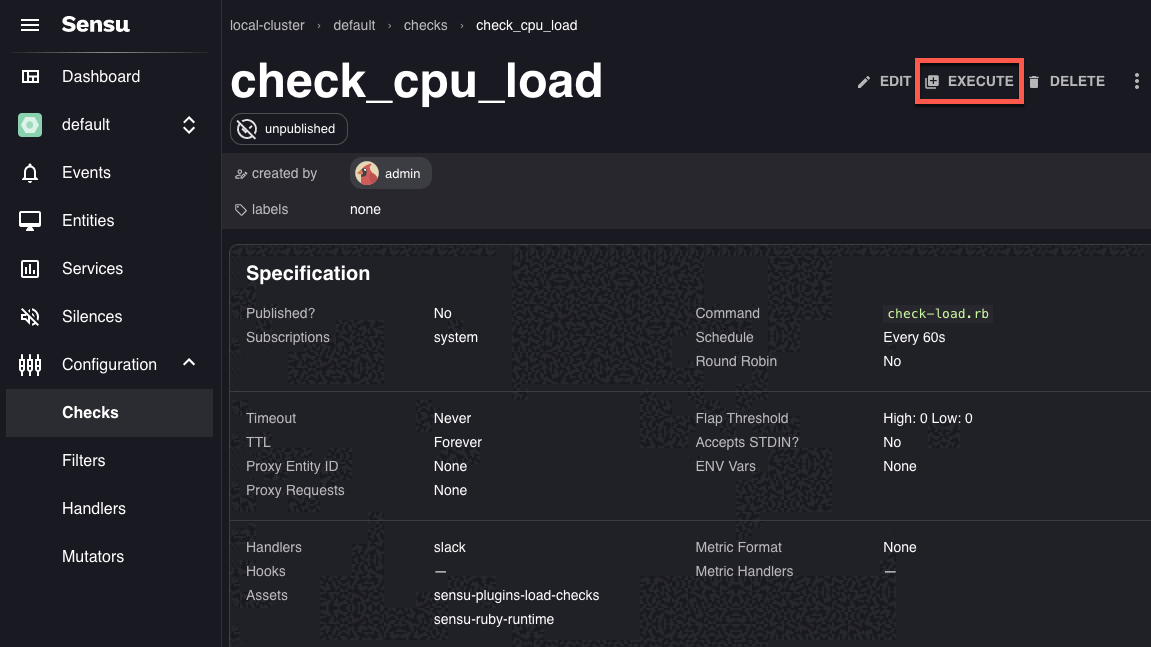 Sensu
local-cluster › default › checks › check_cpu_load
check_cpu_load
EDIT EXECUTE DELETE
unpublished
created by admin
labels none
Dashboard
default
Events
Entities
Services
Silences
Configuration
Checks
Filters
Handlers
Mutators
Specification
Published? No
Subscriptions system
Command check-load.rb
Schedule Every 60s
Round Robin No
Timeout Never
TTL Forever
Proxy Entity ID None
Proxy Requests None
Flap Threshold High: 0 Low: 0
Accepts STDIN? No
ENV Vars None
Handlers slack
Hooks —
Assets sensu-plugins-load-checks
sensu-ruby-runtime
Metric Format None
Metric Handlers —